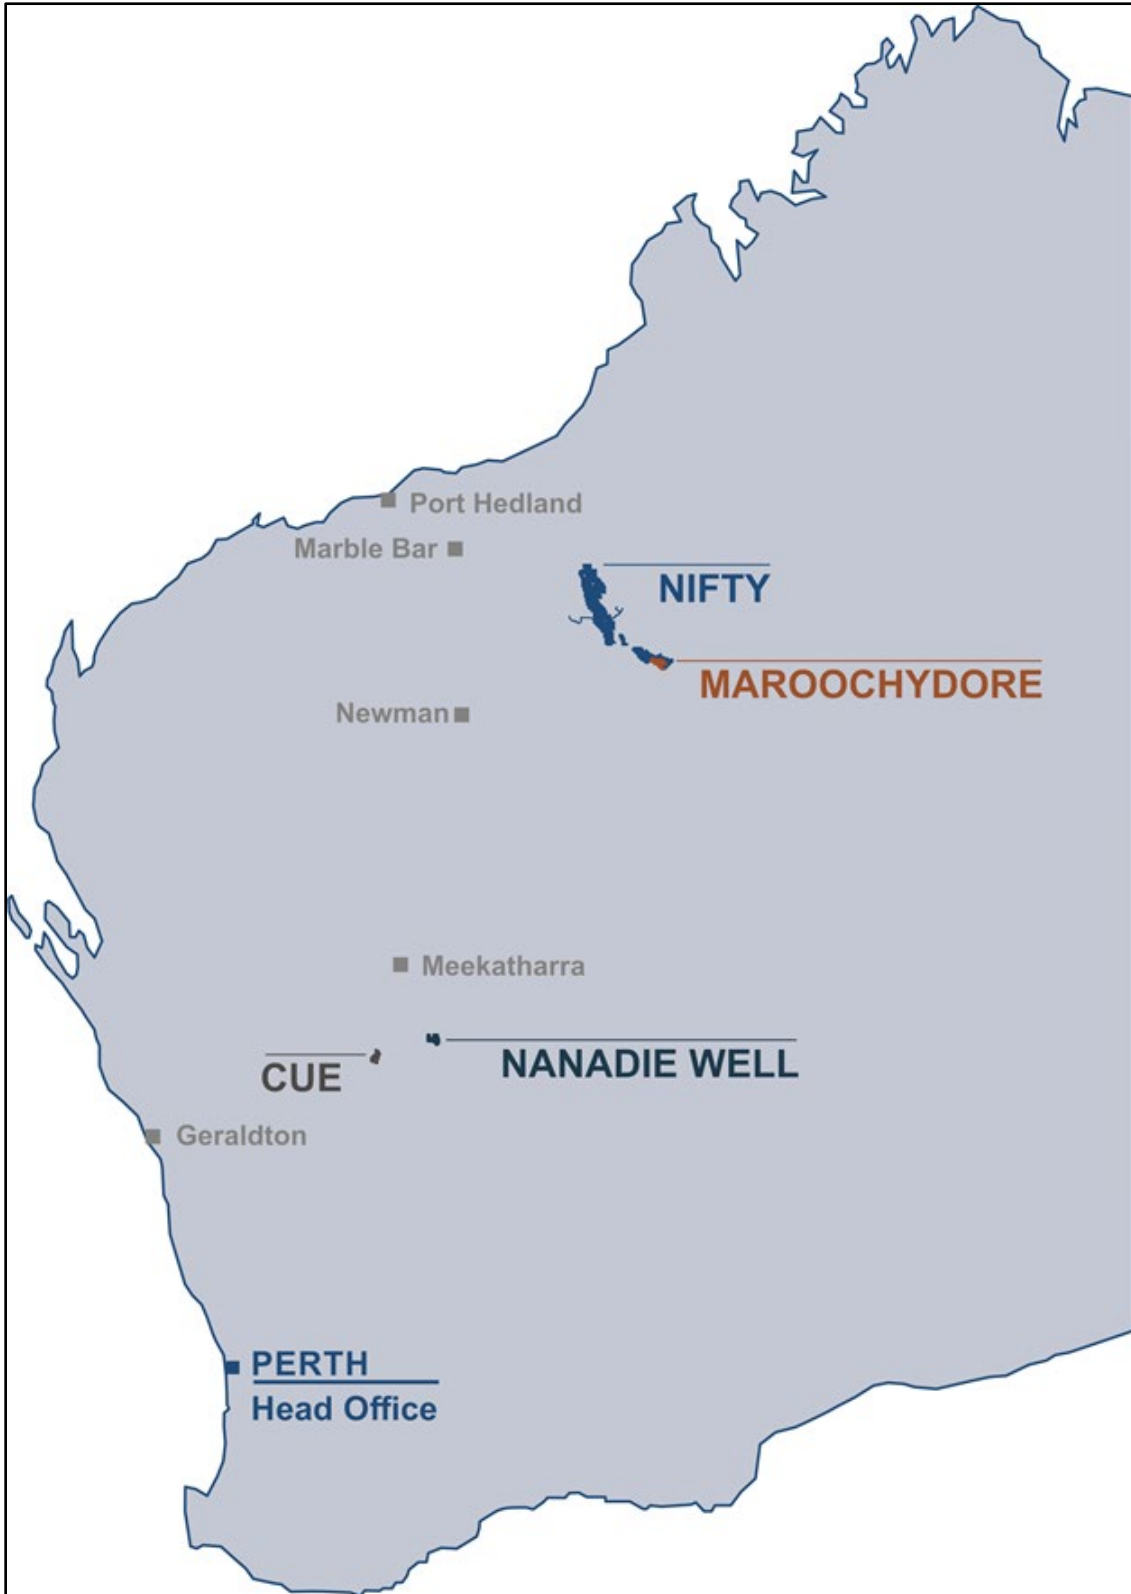 Port Hedland
Marble Bar
NIFTY
MAROOCHYDORE
Newman
Meekatharra
NANADIE WELL
CUE
Geraldton
PERTH
Head Office